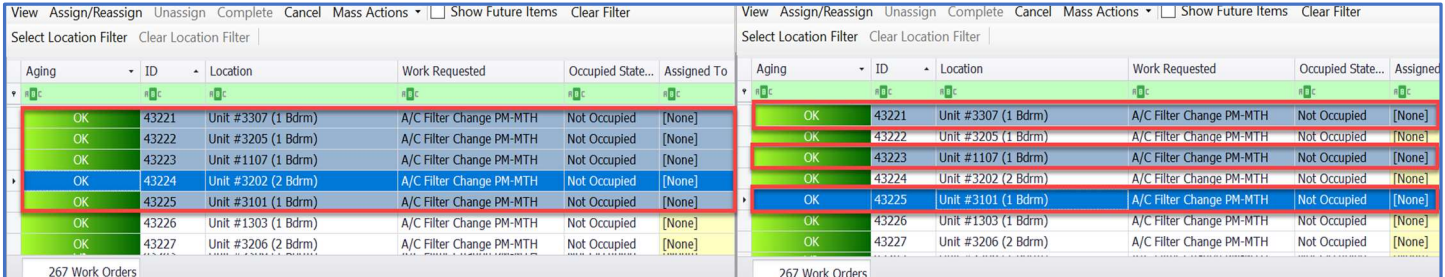 View Assign/Reassign Unassign Complete Cancel Mass Actions Show Future Items Clear Filter
Select Location Filter Clear Location Filter
Aging ID Location Work Requested Occupied State... Assigned To
ABC ABC ABC ABC ABC ABC
OK 43221 Unit #3307 (1 Bdrm) A/C Filter Change PM-MTH Not Occupied [None]
OK 43222 Unit #3205 (1 Bdrm) A/C Filter Change PM-MTH Not Occupied [None]
OK 43223 Unit #1107 (1 Bdrm) A/C Filter Change PM-MTH Not Occupied [None]
OK 43224 Unit #3202 (2 Bdrm) A/C Filter Change PM-MTH Not Occupied [None]
OK 43225 Unit #3101 (1 Bdrm) A/C Filter Change PM-MTH Not Occupied [None]
OK 43226 Unit #1303 (1 Bdrm) A/C Filter Change PM-MTH Not Occupied [None]
OK 43227 Unit #3206 (2 Bdrm) A/C Filter Change PM-MTH Not Occupied [None]
267 Work Orders
View Assign/Reassign Unassign Complete Cancel Mass Actions Show Future Items Clear Filter
Select Location Filter Clear Location Filter
Aging ID Location Work Requested Occupied State... Assigned
ABC ABC ABC ABC ABC ABC
OK 43221 Unit #3307 (1 Bdrm) A/C Filter Change PM-MTH Not Occupied [None]
OK 43222 Unit #3205 (1 Bdrm) A/C Filter Change PM-MTH Not Occupied [None]
OK 43223 Unit #1107 (1 Bdrm) A/C Filter Change PM-MTH Not Occupied [None]
OK 43224 Unit #3202 (2 Bdrm) A/C Filter Change PM-MTH Not Occupied [None]
OK 43225 Unit #3101 (1 Bdrm) A/C Filter Change PM-MTH Not Occupied [None]
OK 43226 Unit #1303 (1 Bdrm) A/C Filter Change PM-MTH Not Occupied [None]
OK 43227 Unit #3206 (2 Bdrm) A/C Filter Change PM-MTH Not Occupied [None]
267 Work Orders